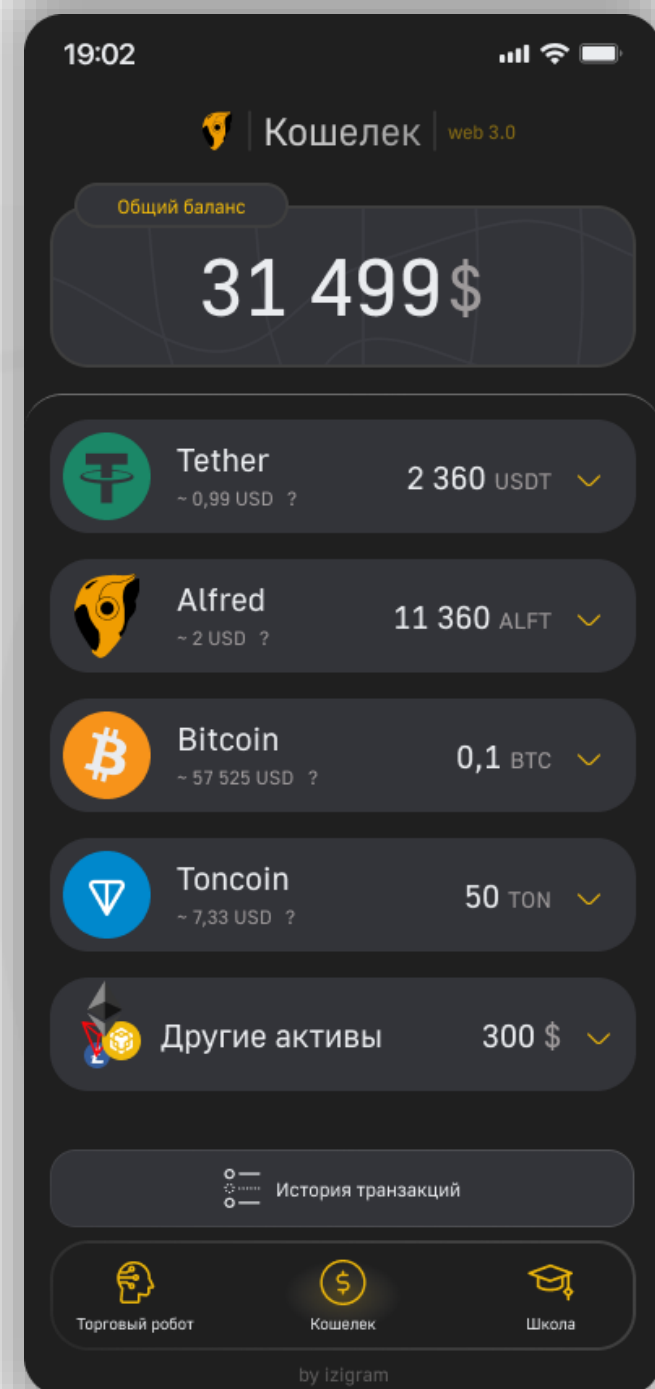 19:02
Кошелек web 3.0
Общий баланс
31 499$
Tether
~ 0,99 USD ?
2 360 USDT
Alfred
~ 2 USD ?
11 360 ALFT
Bitcoin
~ 57 525 USD ?
0,1 BTC
Toncoin
~ 7,33 USD ?
50 TON
Другие активы
300 $
История транзакций
Торговый робот
Кошелек
Школа
by izigram